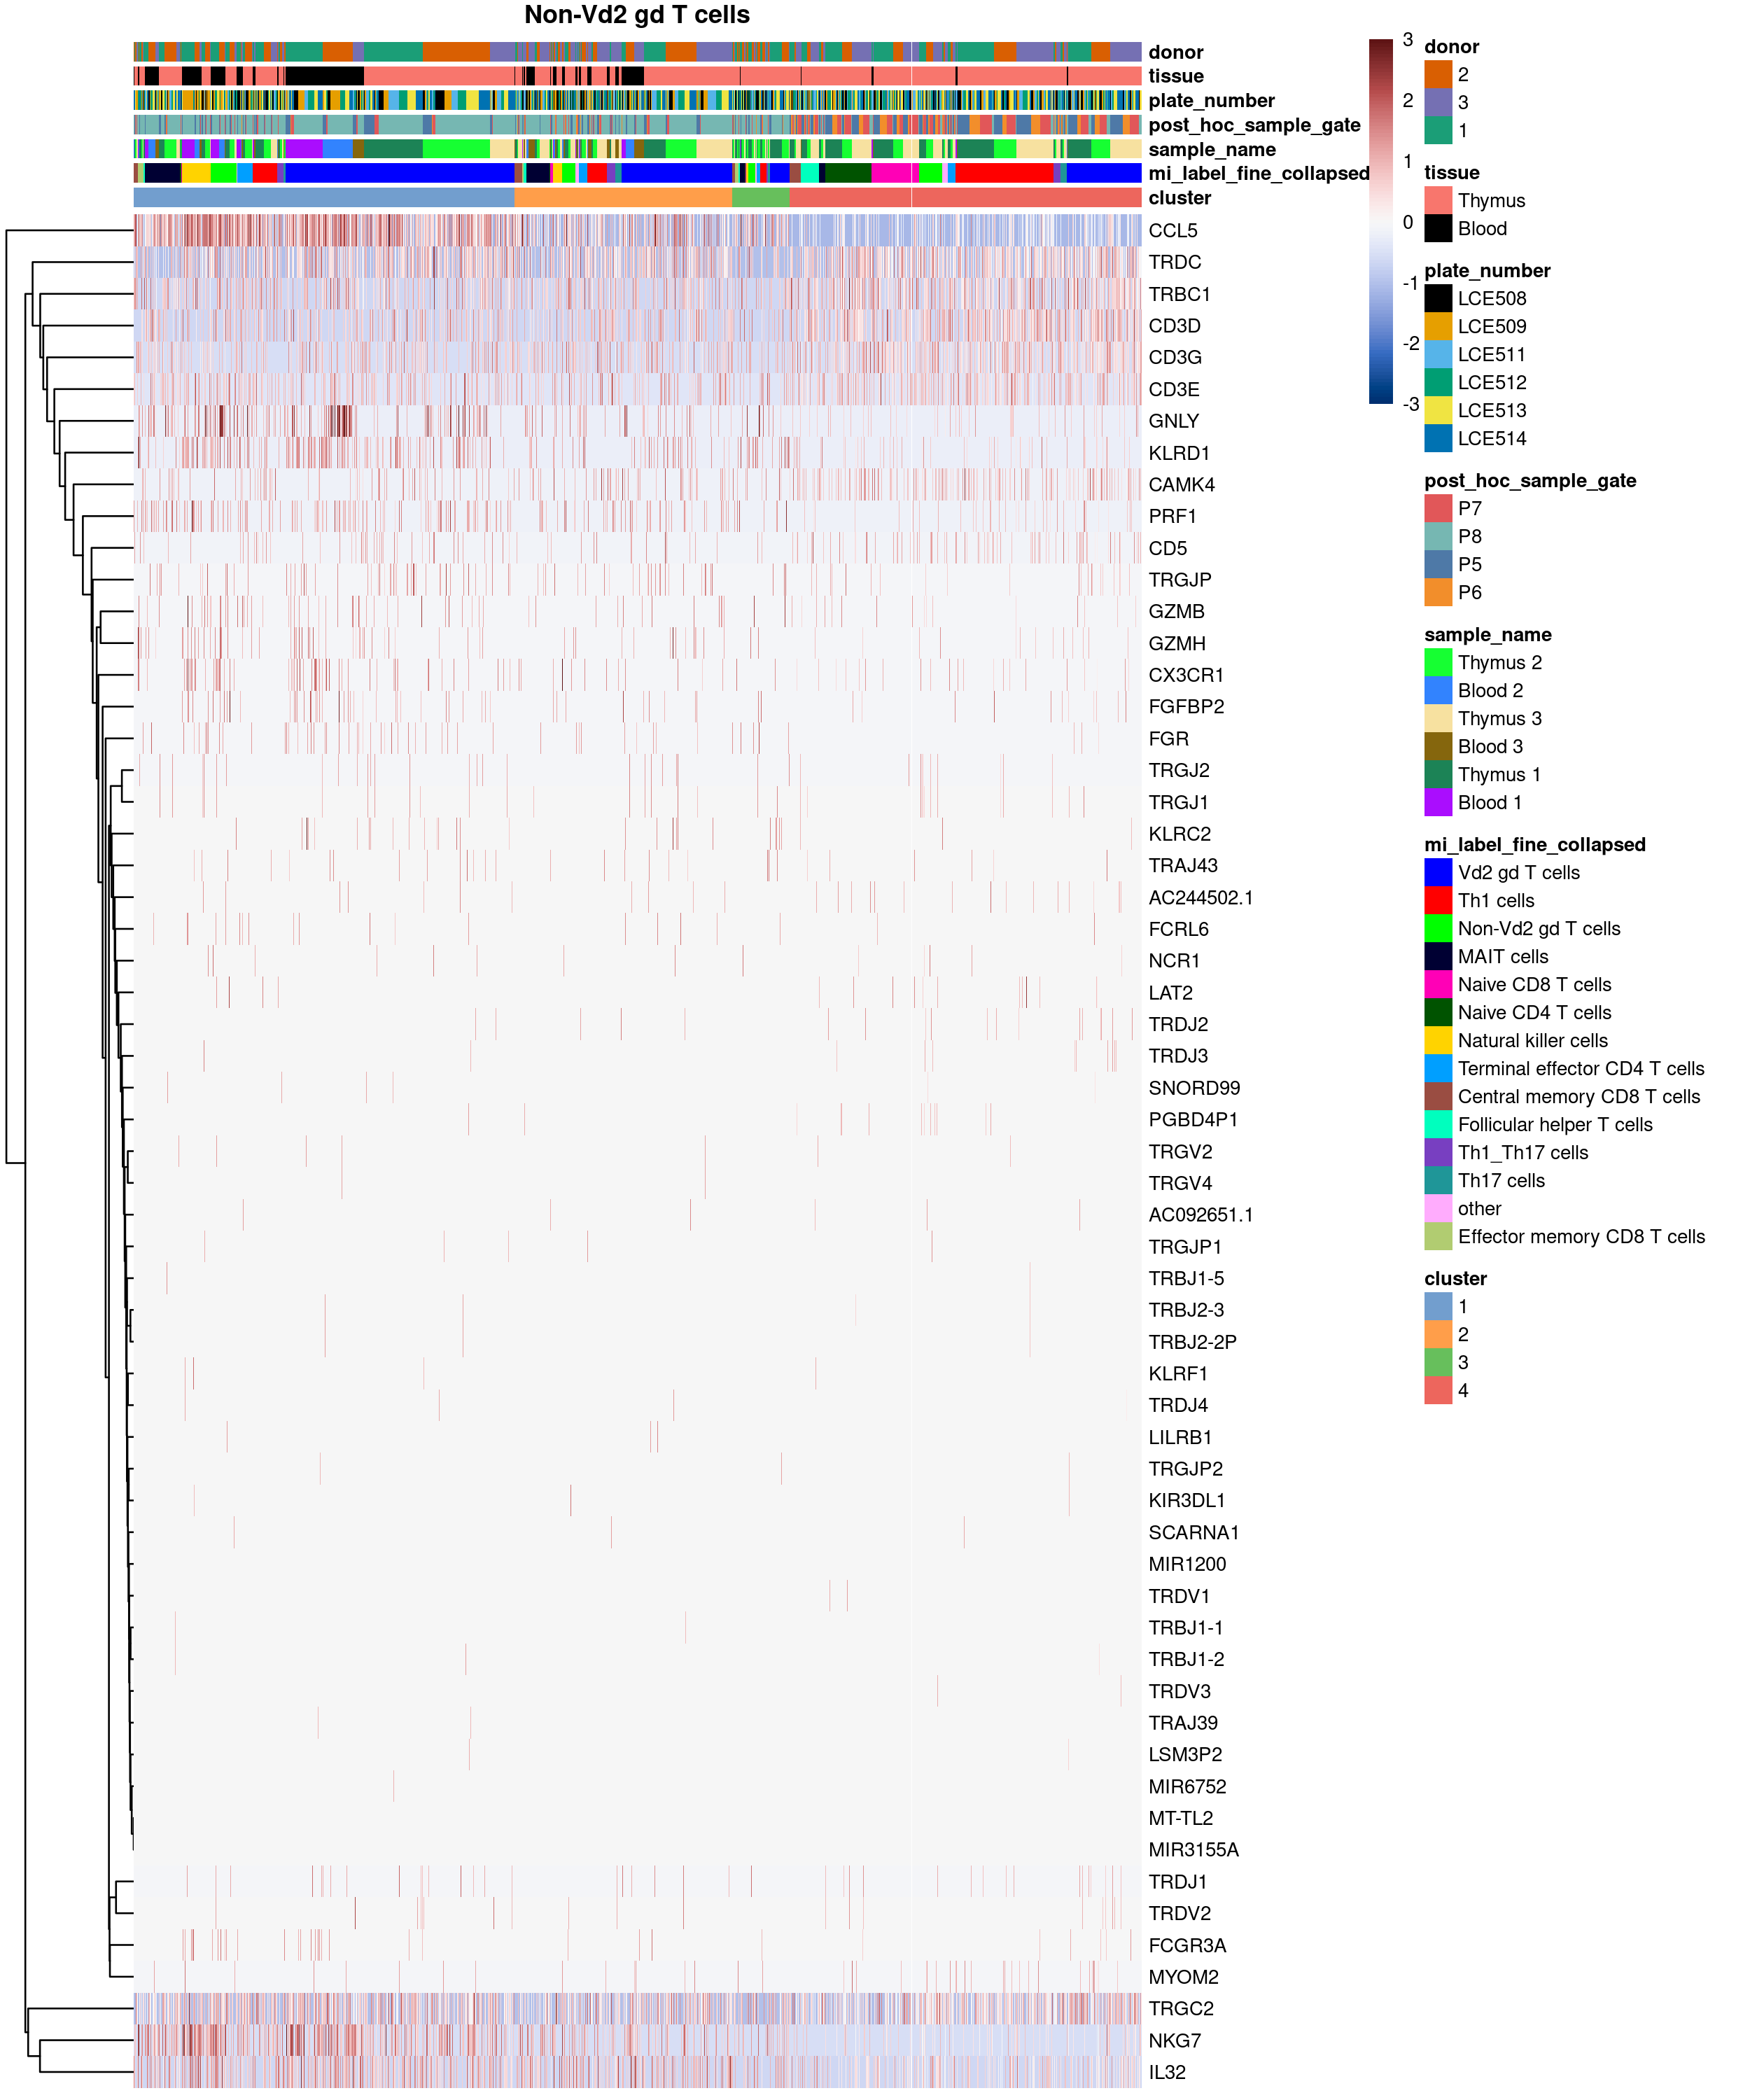 Non-Vd2 gd T cells
donor
tissue
plate_number
post_hoc_sample_gate
sample_name
mi_label_fine_collapsed
cluster
CCL5
TRDC
TRBC1
CD3D
CD3G
CD3E
GNLY
KLRD1
CAMK4
PRF1
CD5
TRGJP
GZMB
GZMH
CX3CR1
FGFBP2
FGR
TRGJ2
TRGJ1
KLRC2
TRAJ43
AC244502.1
FCRL6
NCR1
LAT2
TRDJ2
TRDJ3
SNORD99
PGBD4P1
TRGV2
TRGV4
AC092651.1
TRGJP1
TRBJ1-5
TRBJ2-3
TRBJ2-2P
KLRF1
TRDJ4
LILRB1
TRGJP2
KIR3DL1
SCARNA1
MIR1200
TRDV1
TRBJ1-1
TRBJ1-2
TRDV3
TRAJ39
LSM3P2
MIR6752
MT-TL2
MIR3155A
TRDJ1
TRDV2
FCGR3A
MYOM2
TRGC2
NKG7
IL32
3
2
1
0
-1
-2
-3
donor
2
3
1
tissue
Thymus
Blood
plate_number
LCE508
LCE509
LCE511
LCE512
LCE513
LCE514
post_hoc_sample_gate
P7
P8
P5
P6
sample_name
Thymus 2
Blood 2
Thymus 3
Blood 3
Thymus 1
Blood 1
mi_label_fine_collapsed
Vd2 gd T cells
Th1 cells
Non-Vd2 gd T cells
MAIT cells
Naive CD8 T cells
Naive CD4 T cells
Natural killer cells
Terminal effector CD4 T cells
Central memory CD8 T cells
Follicular helper T cells
Th1_Th17 cells
Th17 cells
other
Effector memory CD8 T cells
cluster
1
2
3
4